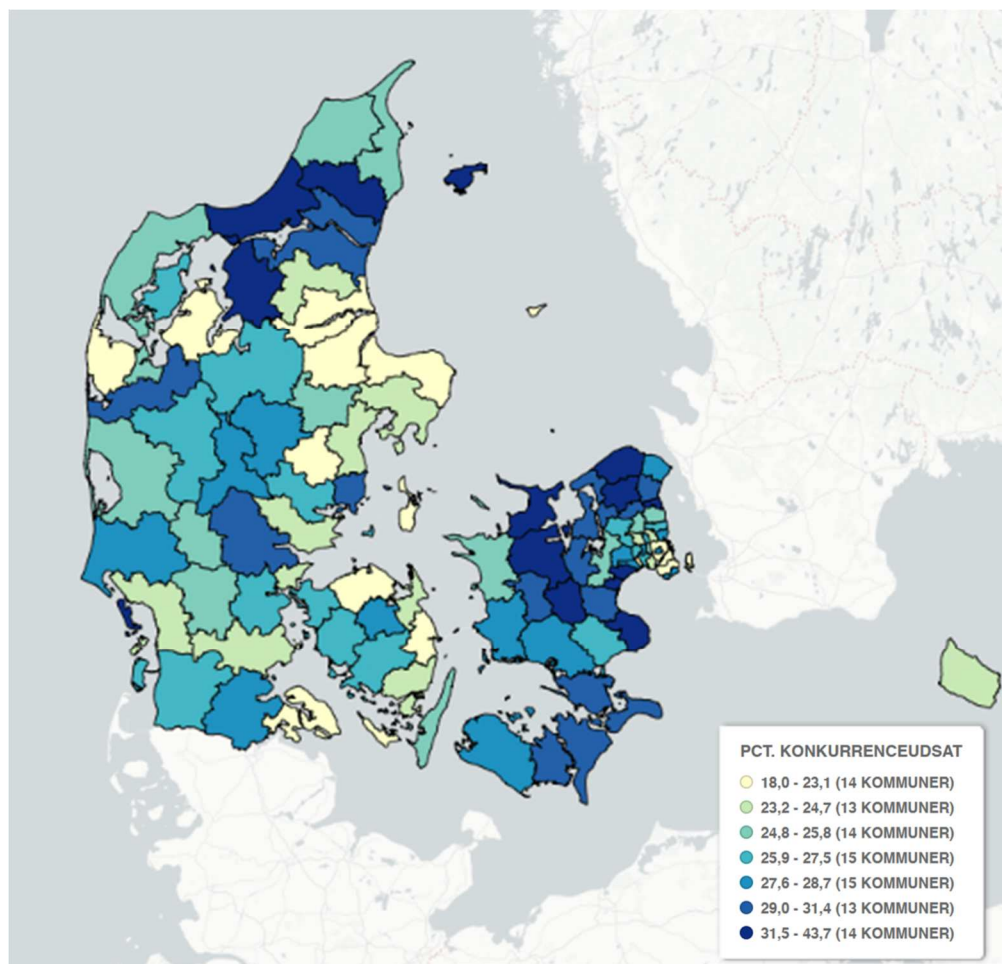 PCT. KONKURRENCEUDSAT
18,0 - 23,1 (14 KOMMUNER)
23,2 - 24,7 (13 KOMMUNER)
24,8 - 25,8 (14 KOMMUNER)
25,9 - 27,5 (15 KOMMUNER)
27,6 - 28,7 (15 KOMMUNER)
29,0 - 31,4 (13 KOMMUNER)
31,5 - 43,7 (14 KOMMUNER)